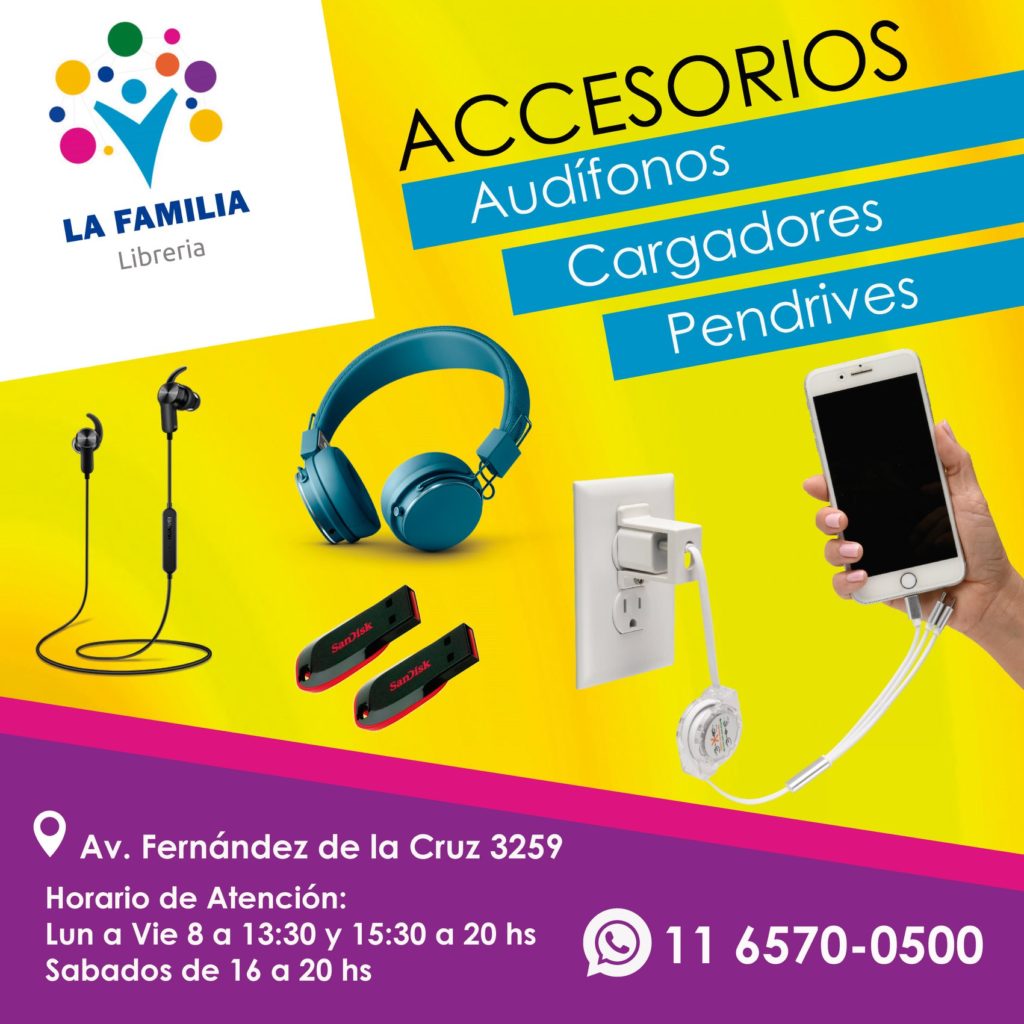 LA FAMILIA
Libreria
ACCESORIOS
Audífonos
Cargadores
Pendrives
SanDisk
SanDisk
Av. Fernández de la Cruz 3259
Horario de Atención:
Lun a Vie 8 a 13:30 y 15:30 a 20 hs
Sabados de 16 a 20 hs
11 6570-0500